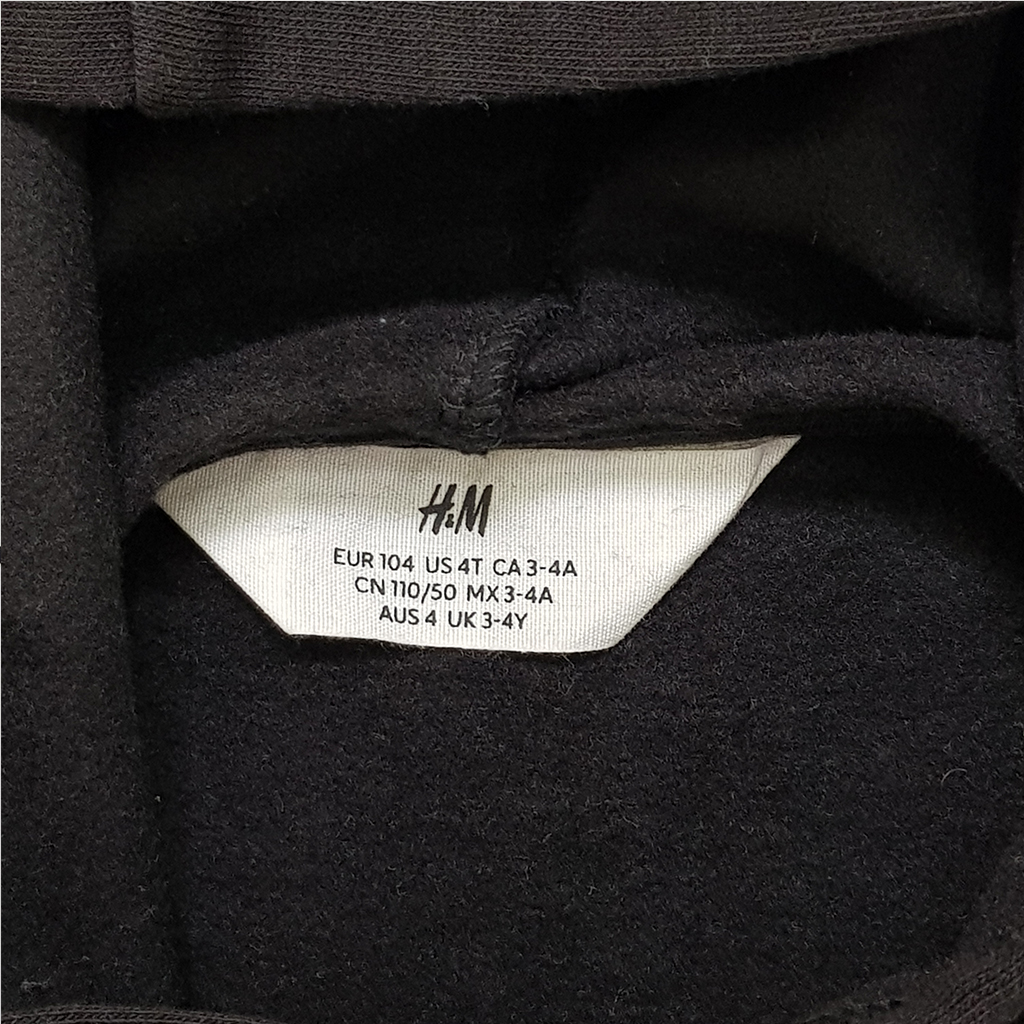 H&M
EUR 104 US 4T CA 3-4A
CN 110/50 MX 3-4A
AUS 4 UK 3-4Y